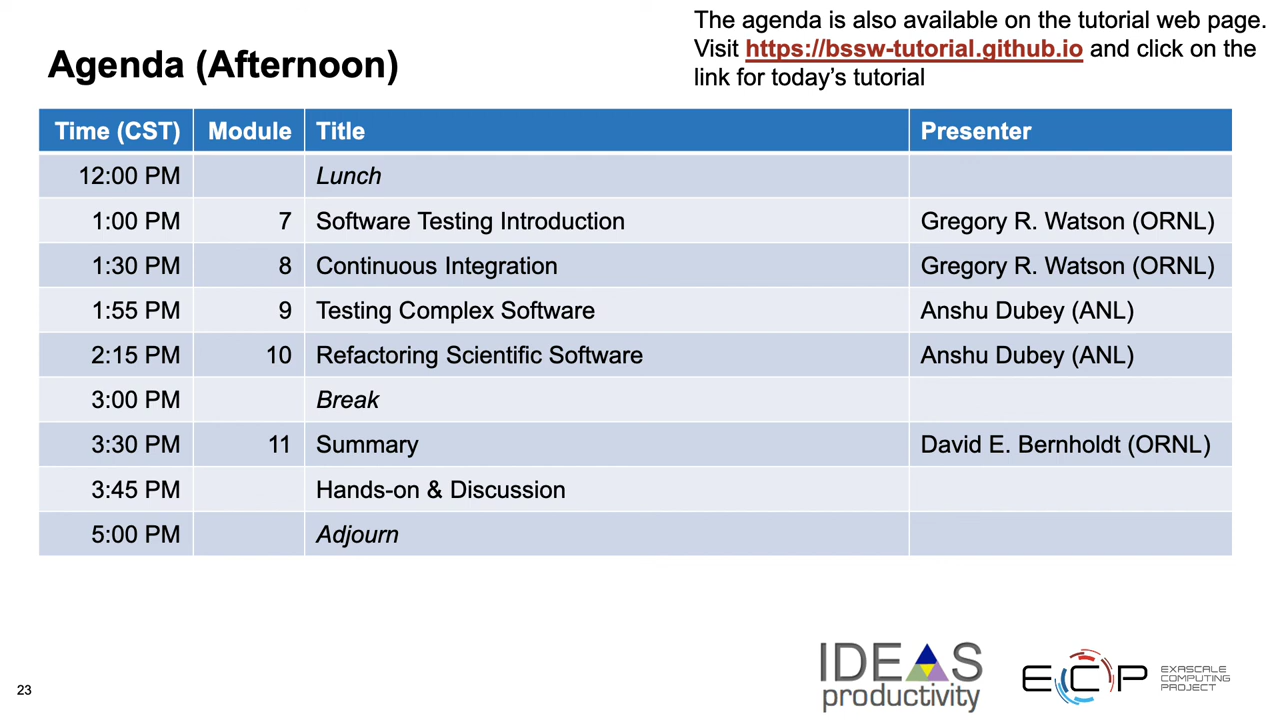 The agenda is also available on the tutorial web page.
Visit https://bssw-tutorial.github.io and click on the
link for today’s tutorial
Agenda (Afternoon)
Time (CST) Module Title Presenter
12:00 PM Lunch
1:00 PM 7 Software Testing Introduction Gregory R. Watson (ORNL)
1:30 PM 8 Continuous Integration Gregory R. Watson (ORNL)
1:55 PM 9 Testing Complex Software Anshu Dubey (ANL)
2:15 PM 10 Refactoring Scientific Software Anshu Dubey (ANL)
3:00 PM Break
3:30 PM 11 Summary David E. Bernholdt (ORNL)
3:45 PM Hands-on & Discussion
5:00 PM Adjourn
23
IDEAS
productivity
ECP
EXASCALE
COMPUTING
PROJECT